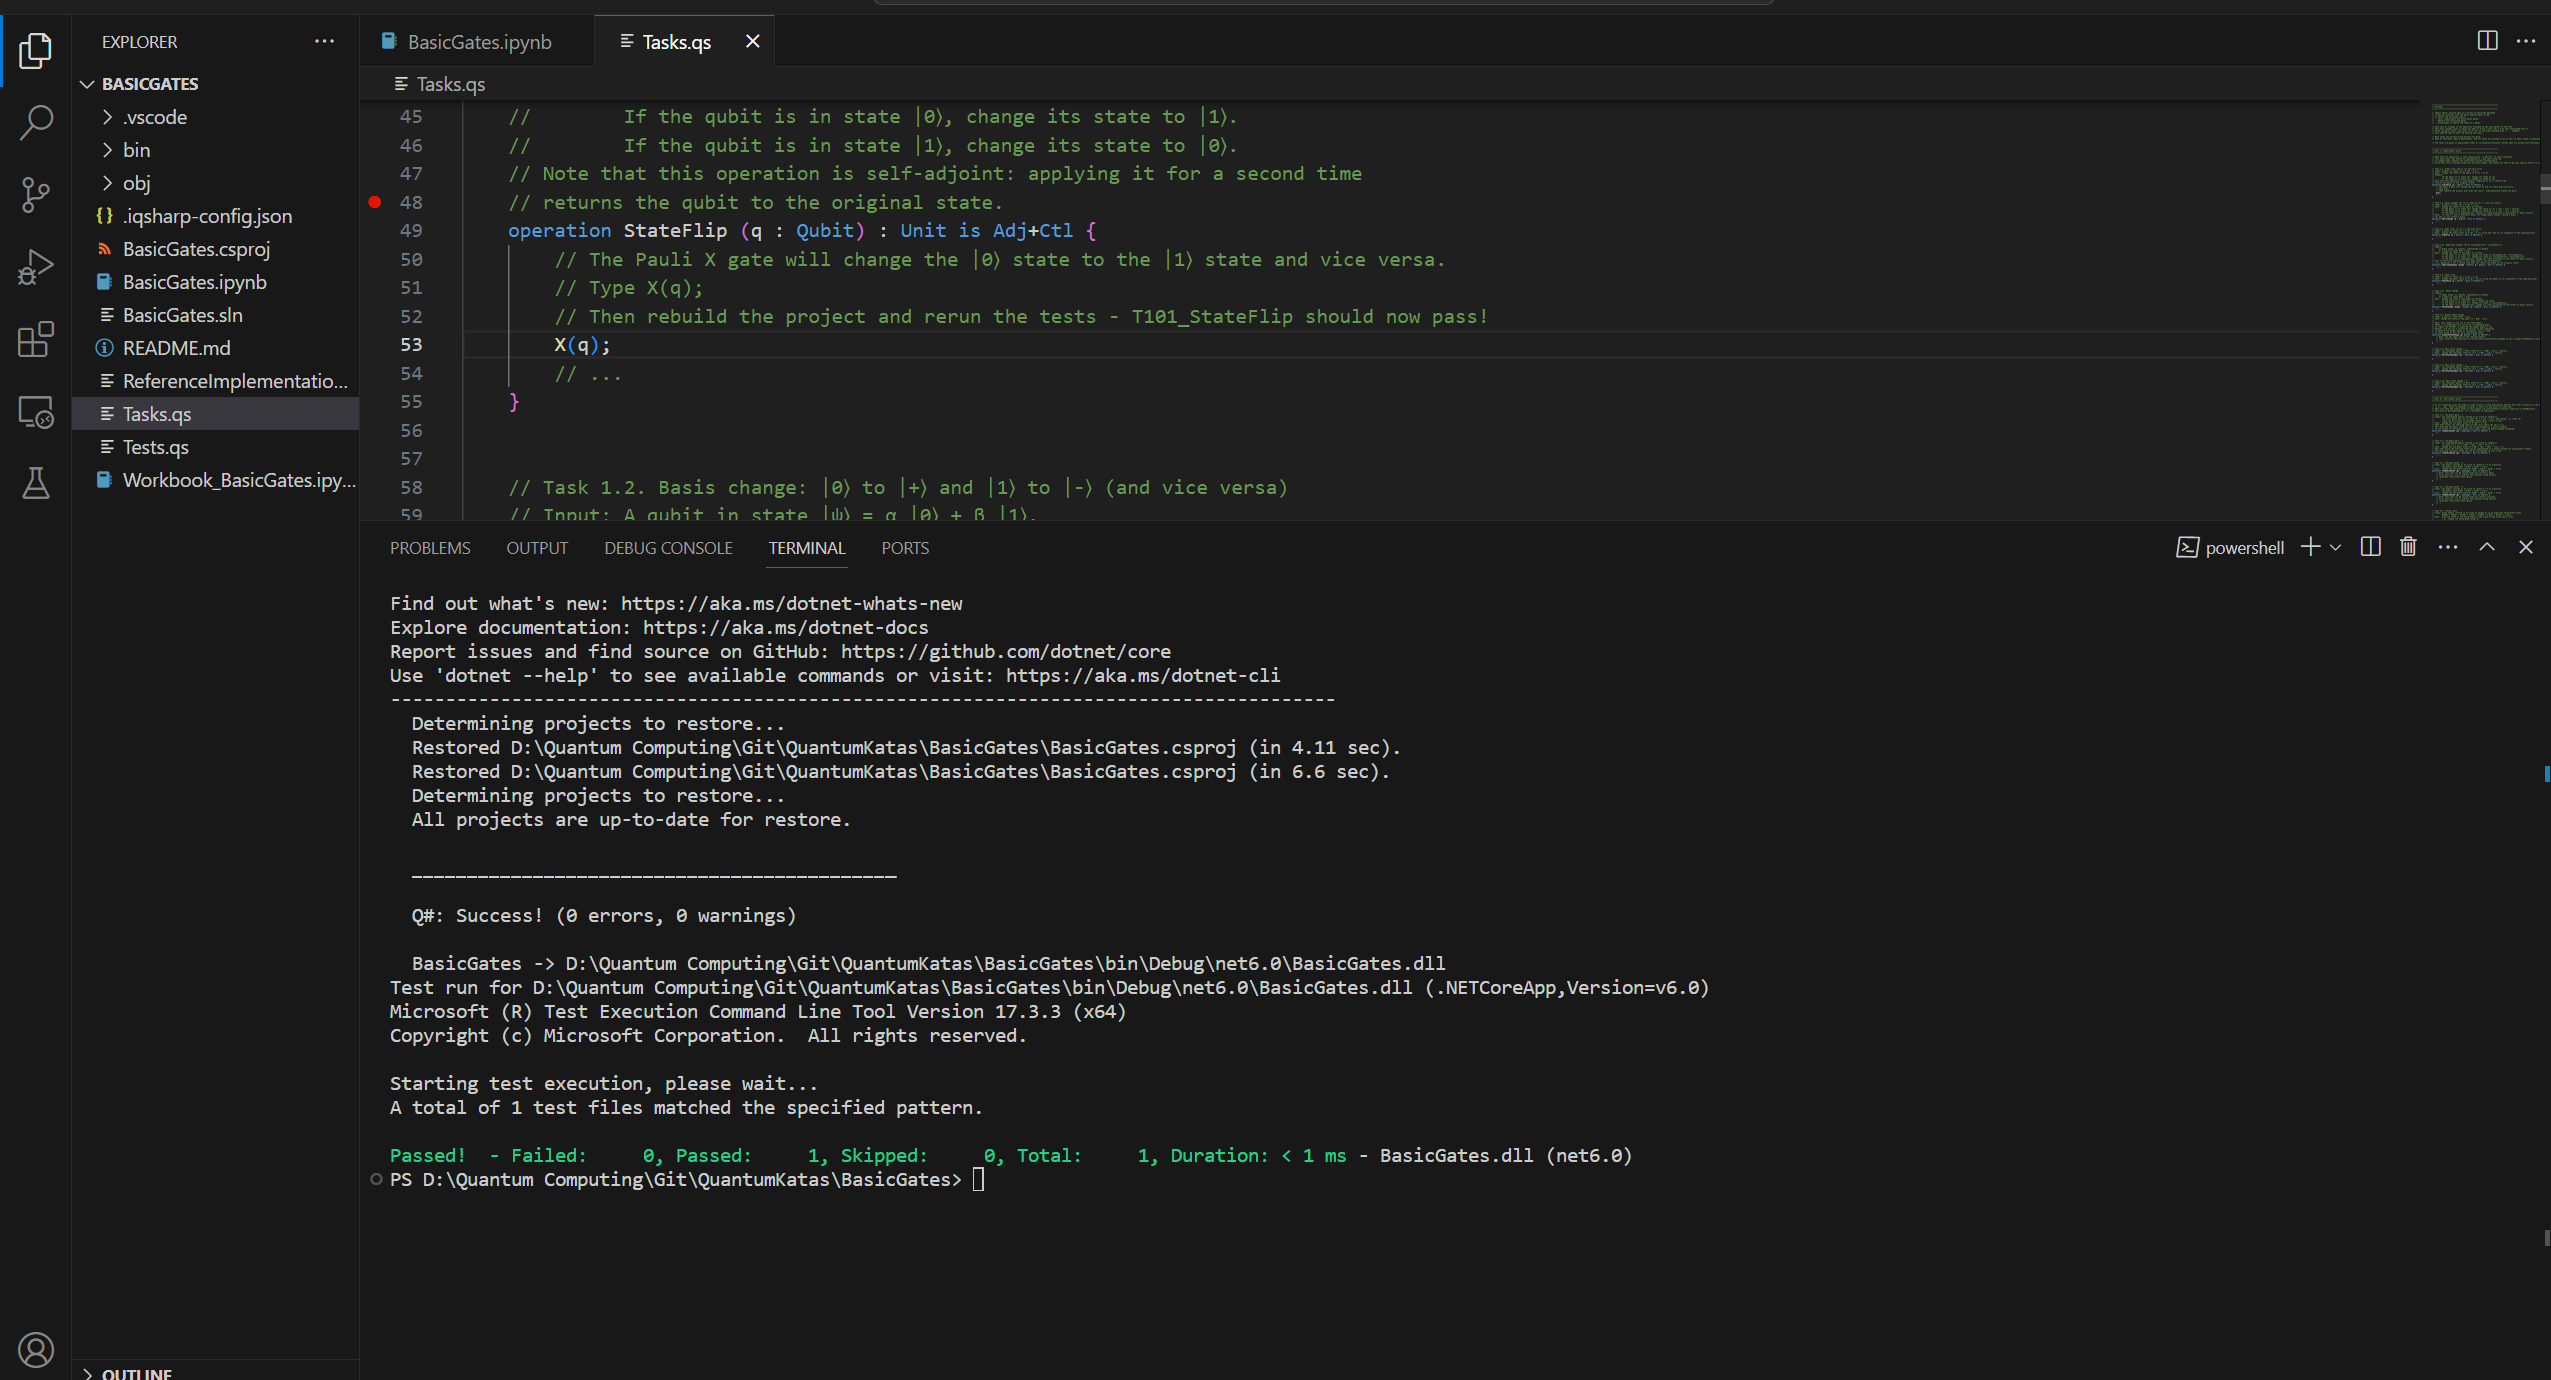 EXPLORER
BASICGATES
.vscode
bin
obj
{} .iqsharp-config.json
BasicGates.csproj
BasicGates.ipynb
BasicGates.sln
README.md
ReferenceImplementatio...
Tasks.qs
Tests.qs
Workbook_BasicGates.ipy...
OUTLINE
BasicGates.ipynb
Tasks.qs
Tasks.qs
45 // If the qubit is in state |0⟩, change its state to |1⟩.
46 // If the qubit is in state |1⟩, change its state to |0⟩.
47 // Note that this operation is self-adjoint: applying it for a second time
48 // returns the qubit to the original state.
49 operation StateFlip (q : Qubit) : Unit is Adj+Ctl {
50 // The Pauli X gate will change the |0⟩ state to the |1⟩ state and vice versa.
51 // Type X(q);
52 // Then rebuild the project and rerun the tests - T101_StateFlip should now pass!
53 X(q);
54 // ...
55 }
56
57
58 // Task 1.2. Basis change: |0⟩ to |+⟩ and |1⟩ to |-⟩ (and vice versa)
59 // Input: A qubit in state |ψ⟩ = α |0⟩ + β |1⟩.
PROBLEMS OUTPUT DEBUG CONSOLE TERMINAL PORTS
powershell
Find out what's new: https://aka.ms/dotnet-whats-new
Explore documentation: https://aka.ms/dotnet-docs
Report issues and find source on GitHub: https://github.com/dotnet/core
Use 'dotnet --help' to see available commands or visit: https://aka.ms/dotnet-cli
--------------------------------------------------------------------------------------
Determining projects to restore...
Restored D:\Quantum Computing\Git\QuantumKatas\BasicGates\BasicGates.csproj (in 4.11 sec).
Restored D:\Quantum Computing\Git\QuantumKatas\BasicGates\BasicGates.csproj (in 6.6 sec).
Determining projects to restore...
All projects are up-to-date for restore.
____________________________________________
Q#: Success! (0 errors, 0 warnings)
BasicGates -> D:\Quantum Computing\Git\QuantumKatas\BasicGates\bin\Debug\net6.0\BasicGates.dll
Test run for D:\Quantum Computing\Git\QuantumKatas\BasicGates\bin\Debug\net6.0\BasicGates.dll (.NETCoreApp,Version=v6.0)
Microsoft (R) Test Execution Command Line Tool Version 17.3.3 (x64)
Copyright (c) Microsoft Corporation.  All rights reserved.
Starting test execution, please wait...
A total of 1 test files matched the specified pattern.
Passed!  - Failed:     0, Passed:     1, Skipped:     0, Total:     1, Duration: < 1 ms - BasicGates.dll (net6.0)
PS D:\Quantum Computing\Git\QuantumKatas\BasicGates>